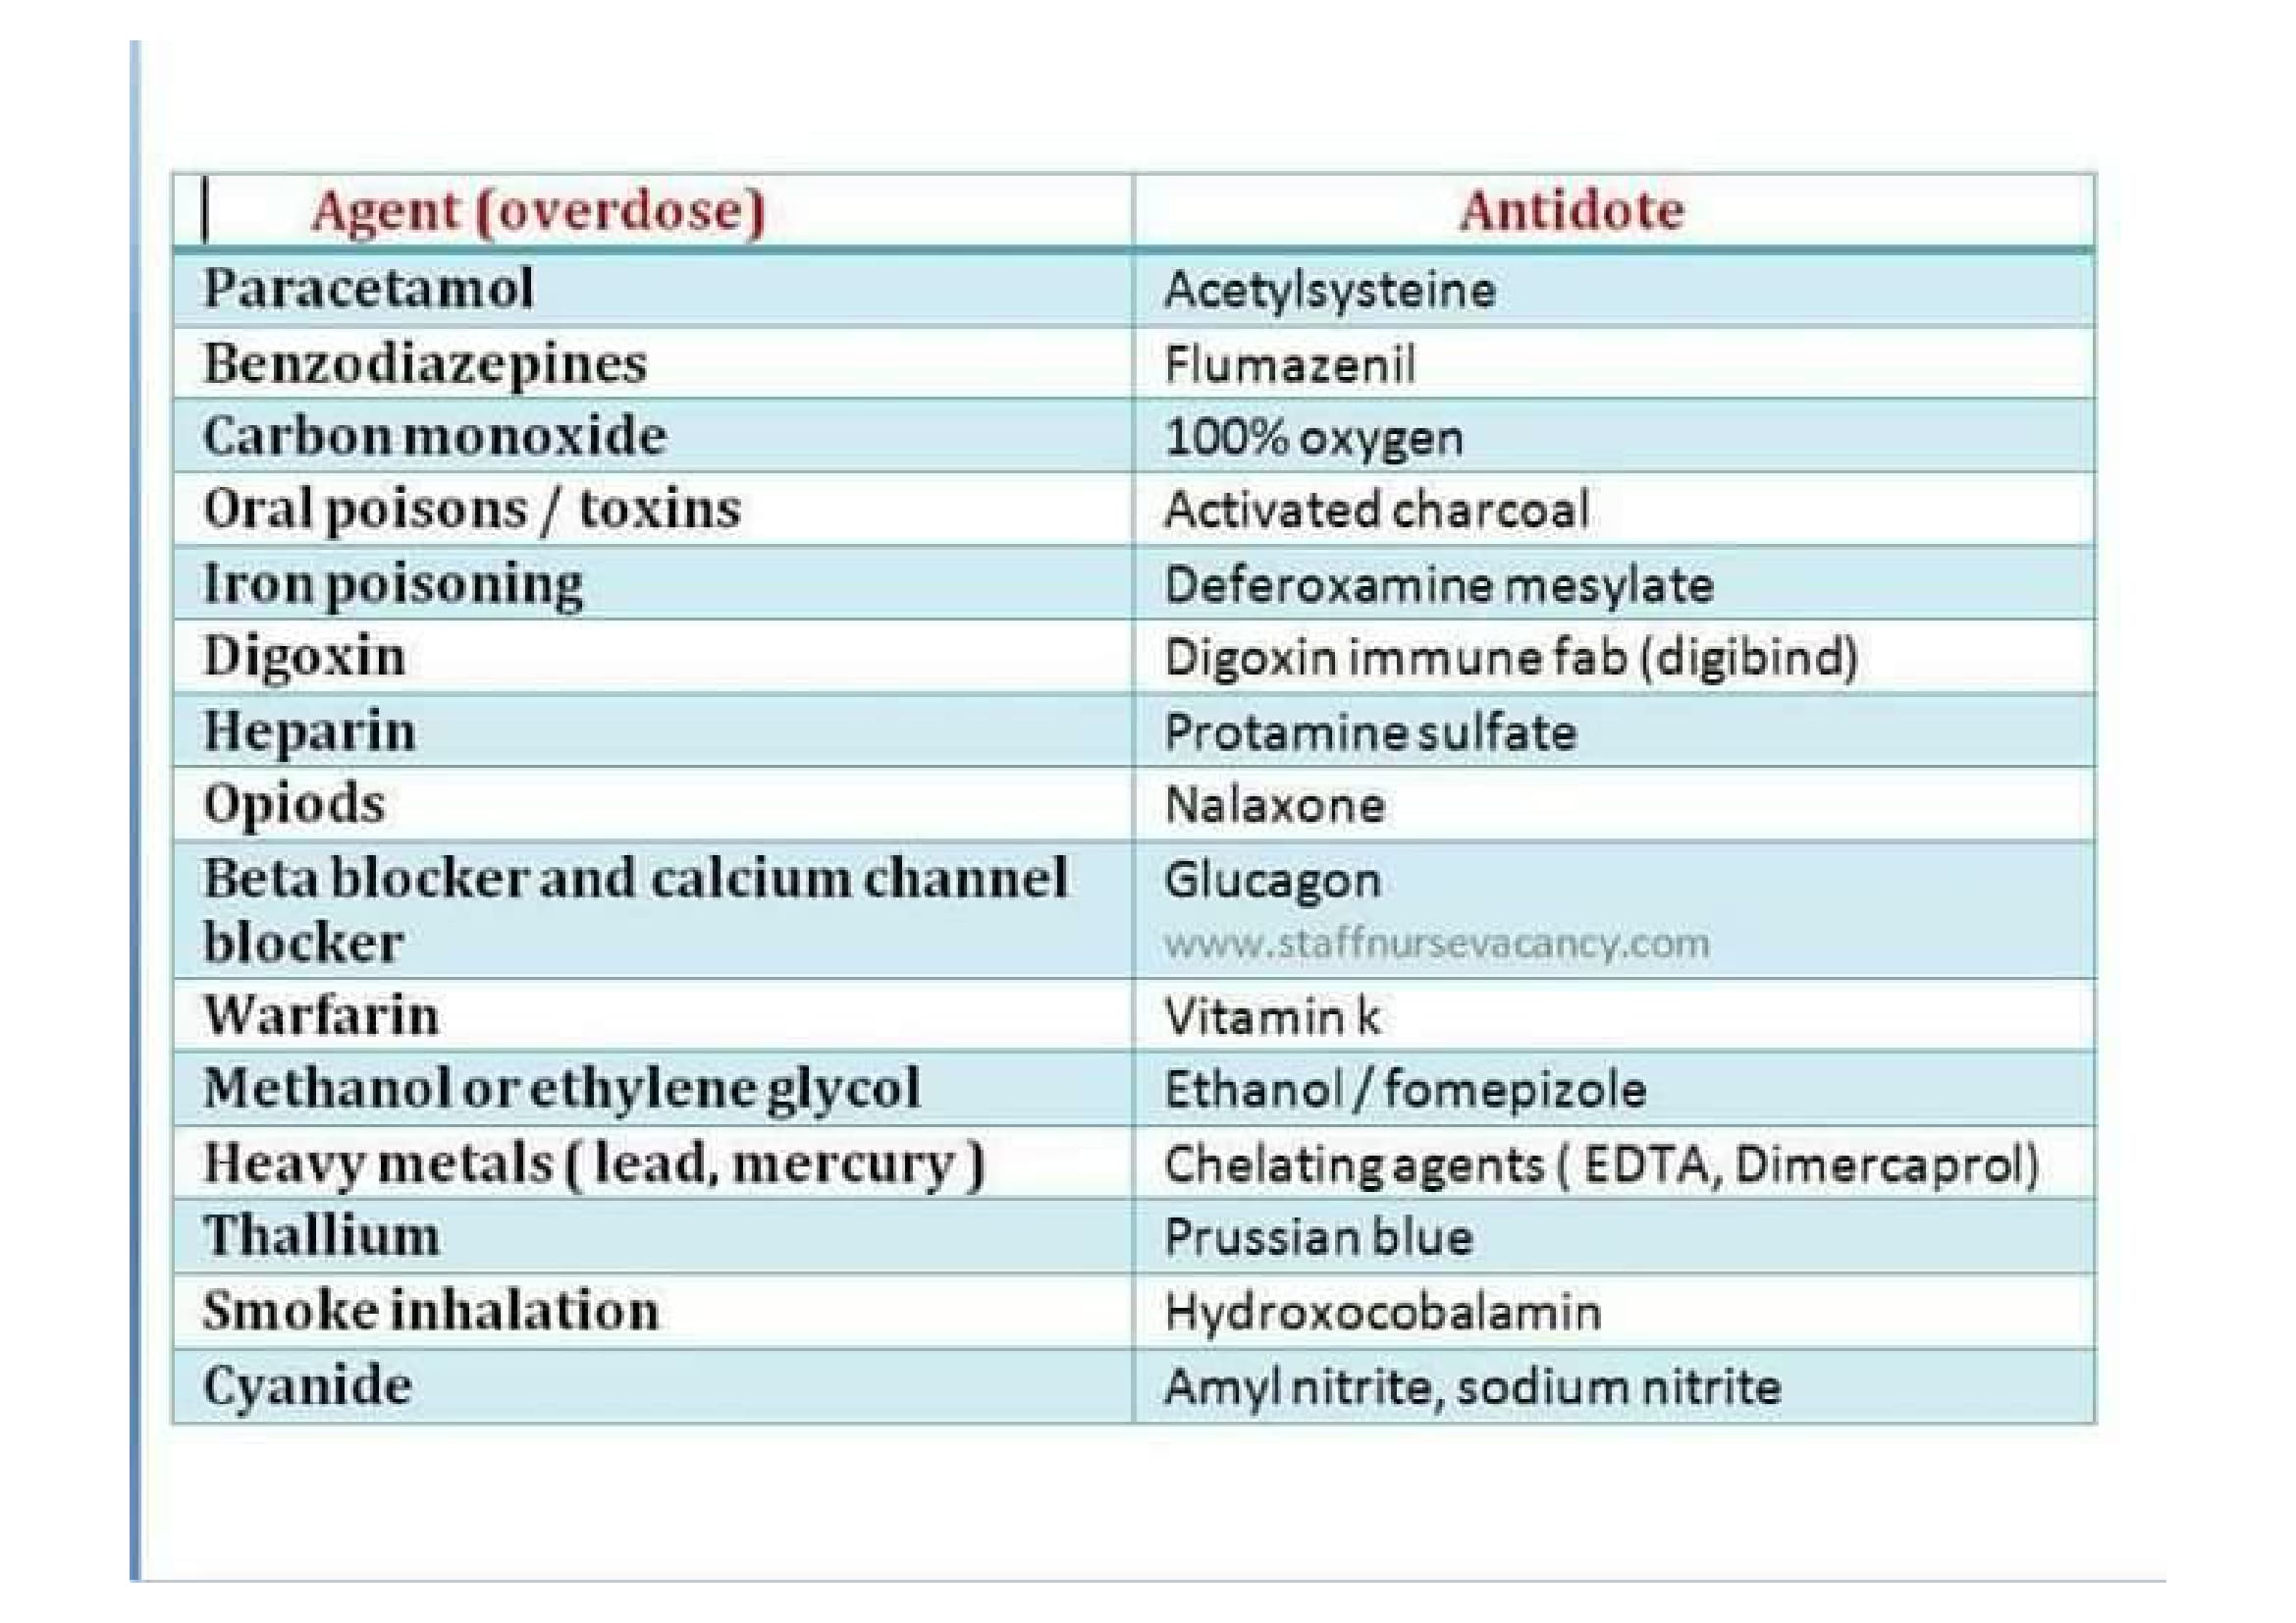 Agent (overdose) Antidote
Paracetamol Acetylsysteine
Benzodiazepines Flumazenil
Carbon monoxide 100% oxygen
Oral poisons / toxins Activated charcoal
Iron poisoning Deferoxamine mesylate
Digoxin Digoxin immune fab (digibind)
Heparin Protamine sulfate
Opiods Nalaxone
Beta blocker and calcium channel Glucagon
blocker www.staffnursevacancy.com
Warfarin Vitamin k
Methanol or ethylene glycol Ethanol / fomepizole
Heavy metals ( lead, mercury ) Chelating agents ( EDTA, Dimercaprol)
Thallium Prussian blue
Smoke inhalation Hydroxocobalamin
Cyanide Amyl nitrite, sodium nitrite